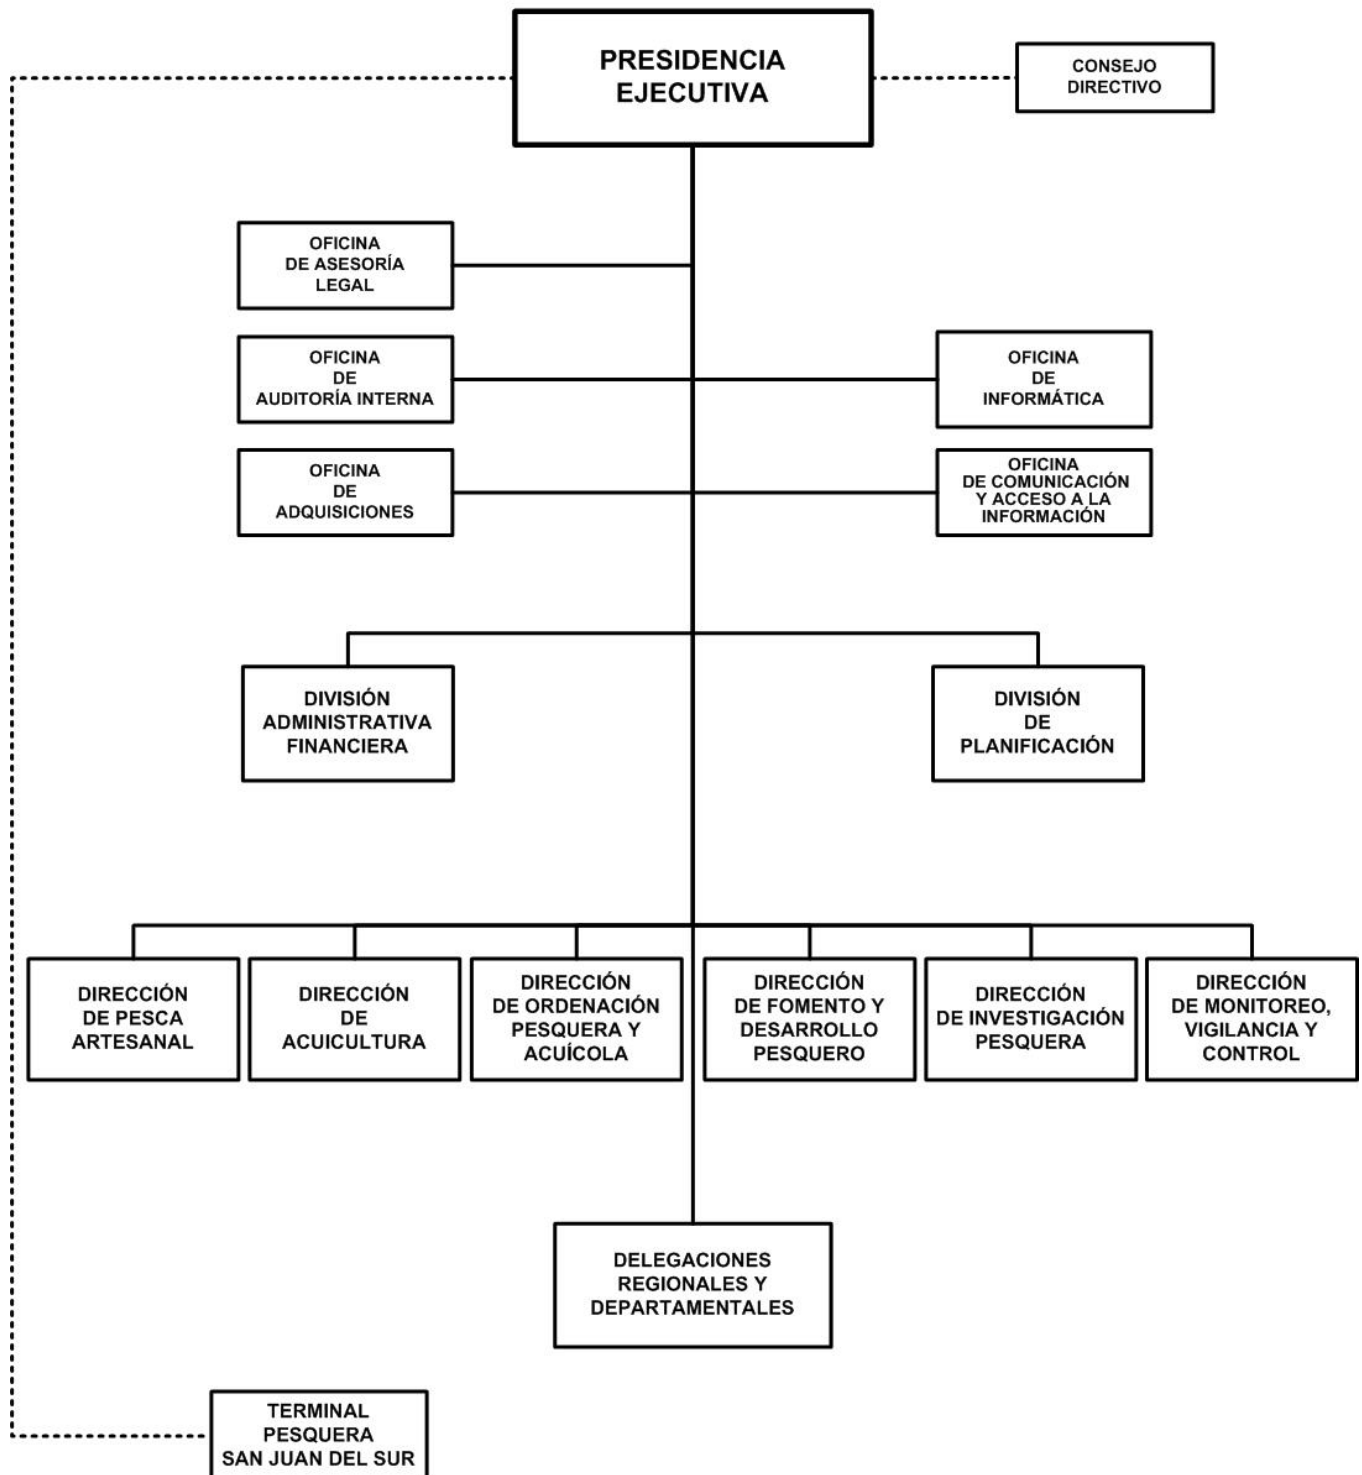 PRESIDENCIA
EJECUTIVA
CONSEJO
DIRECTIVO
OFICINA
DE ASESORÍA
LEGAL
OFICINA
DE
AUDITORÍA INTERNA
OFICINA
DE
INFORMÁTICA
OFICINA
DE
ADQUISICIONES
OFICINA
DE COMUNICACIÓN
Y ACCESO A LA
INFORMACIÓN
DIVISIÓN
ADMINISTRATIVA
FINANCIERA
DIVISIÓN
DE
PLANIFICACIÓN
DIRECCIÓN
DE PESCA
ARTESANAL
DIRECCIÓN
DE
ACUICULTURA
DIRECCIÓN
DE ORDENACIÓN
PESQUERA Y
ACUÍCOLA
DIRECCIÓN
DE FOMENTO Y
DESARROLLO
PESQUERO
DIRECCIÓN
DE INVESTIGACIÓN
PESQUERA
DIRECCIÓN
DE MONITOREO,
VIGILANCIA Y
CONTROL
DELEGACIONES
REGIONALES Y
DEPARTAMENTALES
TERMINAL
PESQUERA
SAN JUAN DEL SUR